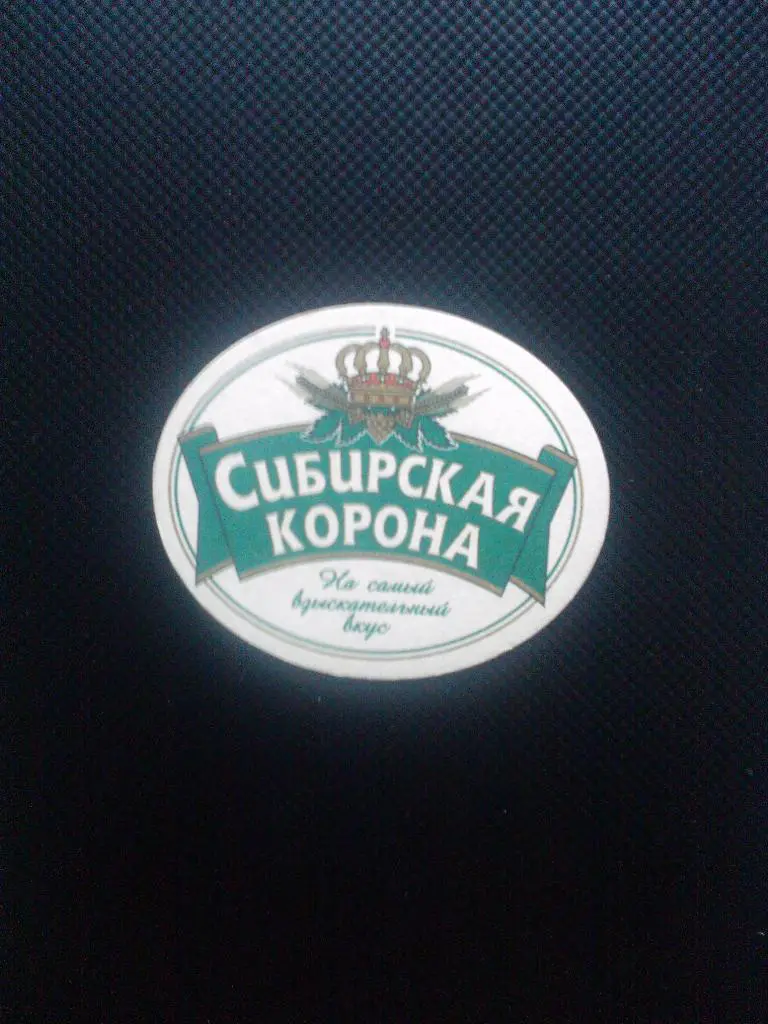 Сибирская
корона
На самый
взыскательный
вкус